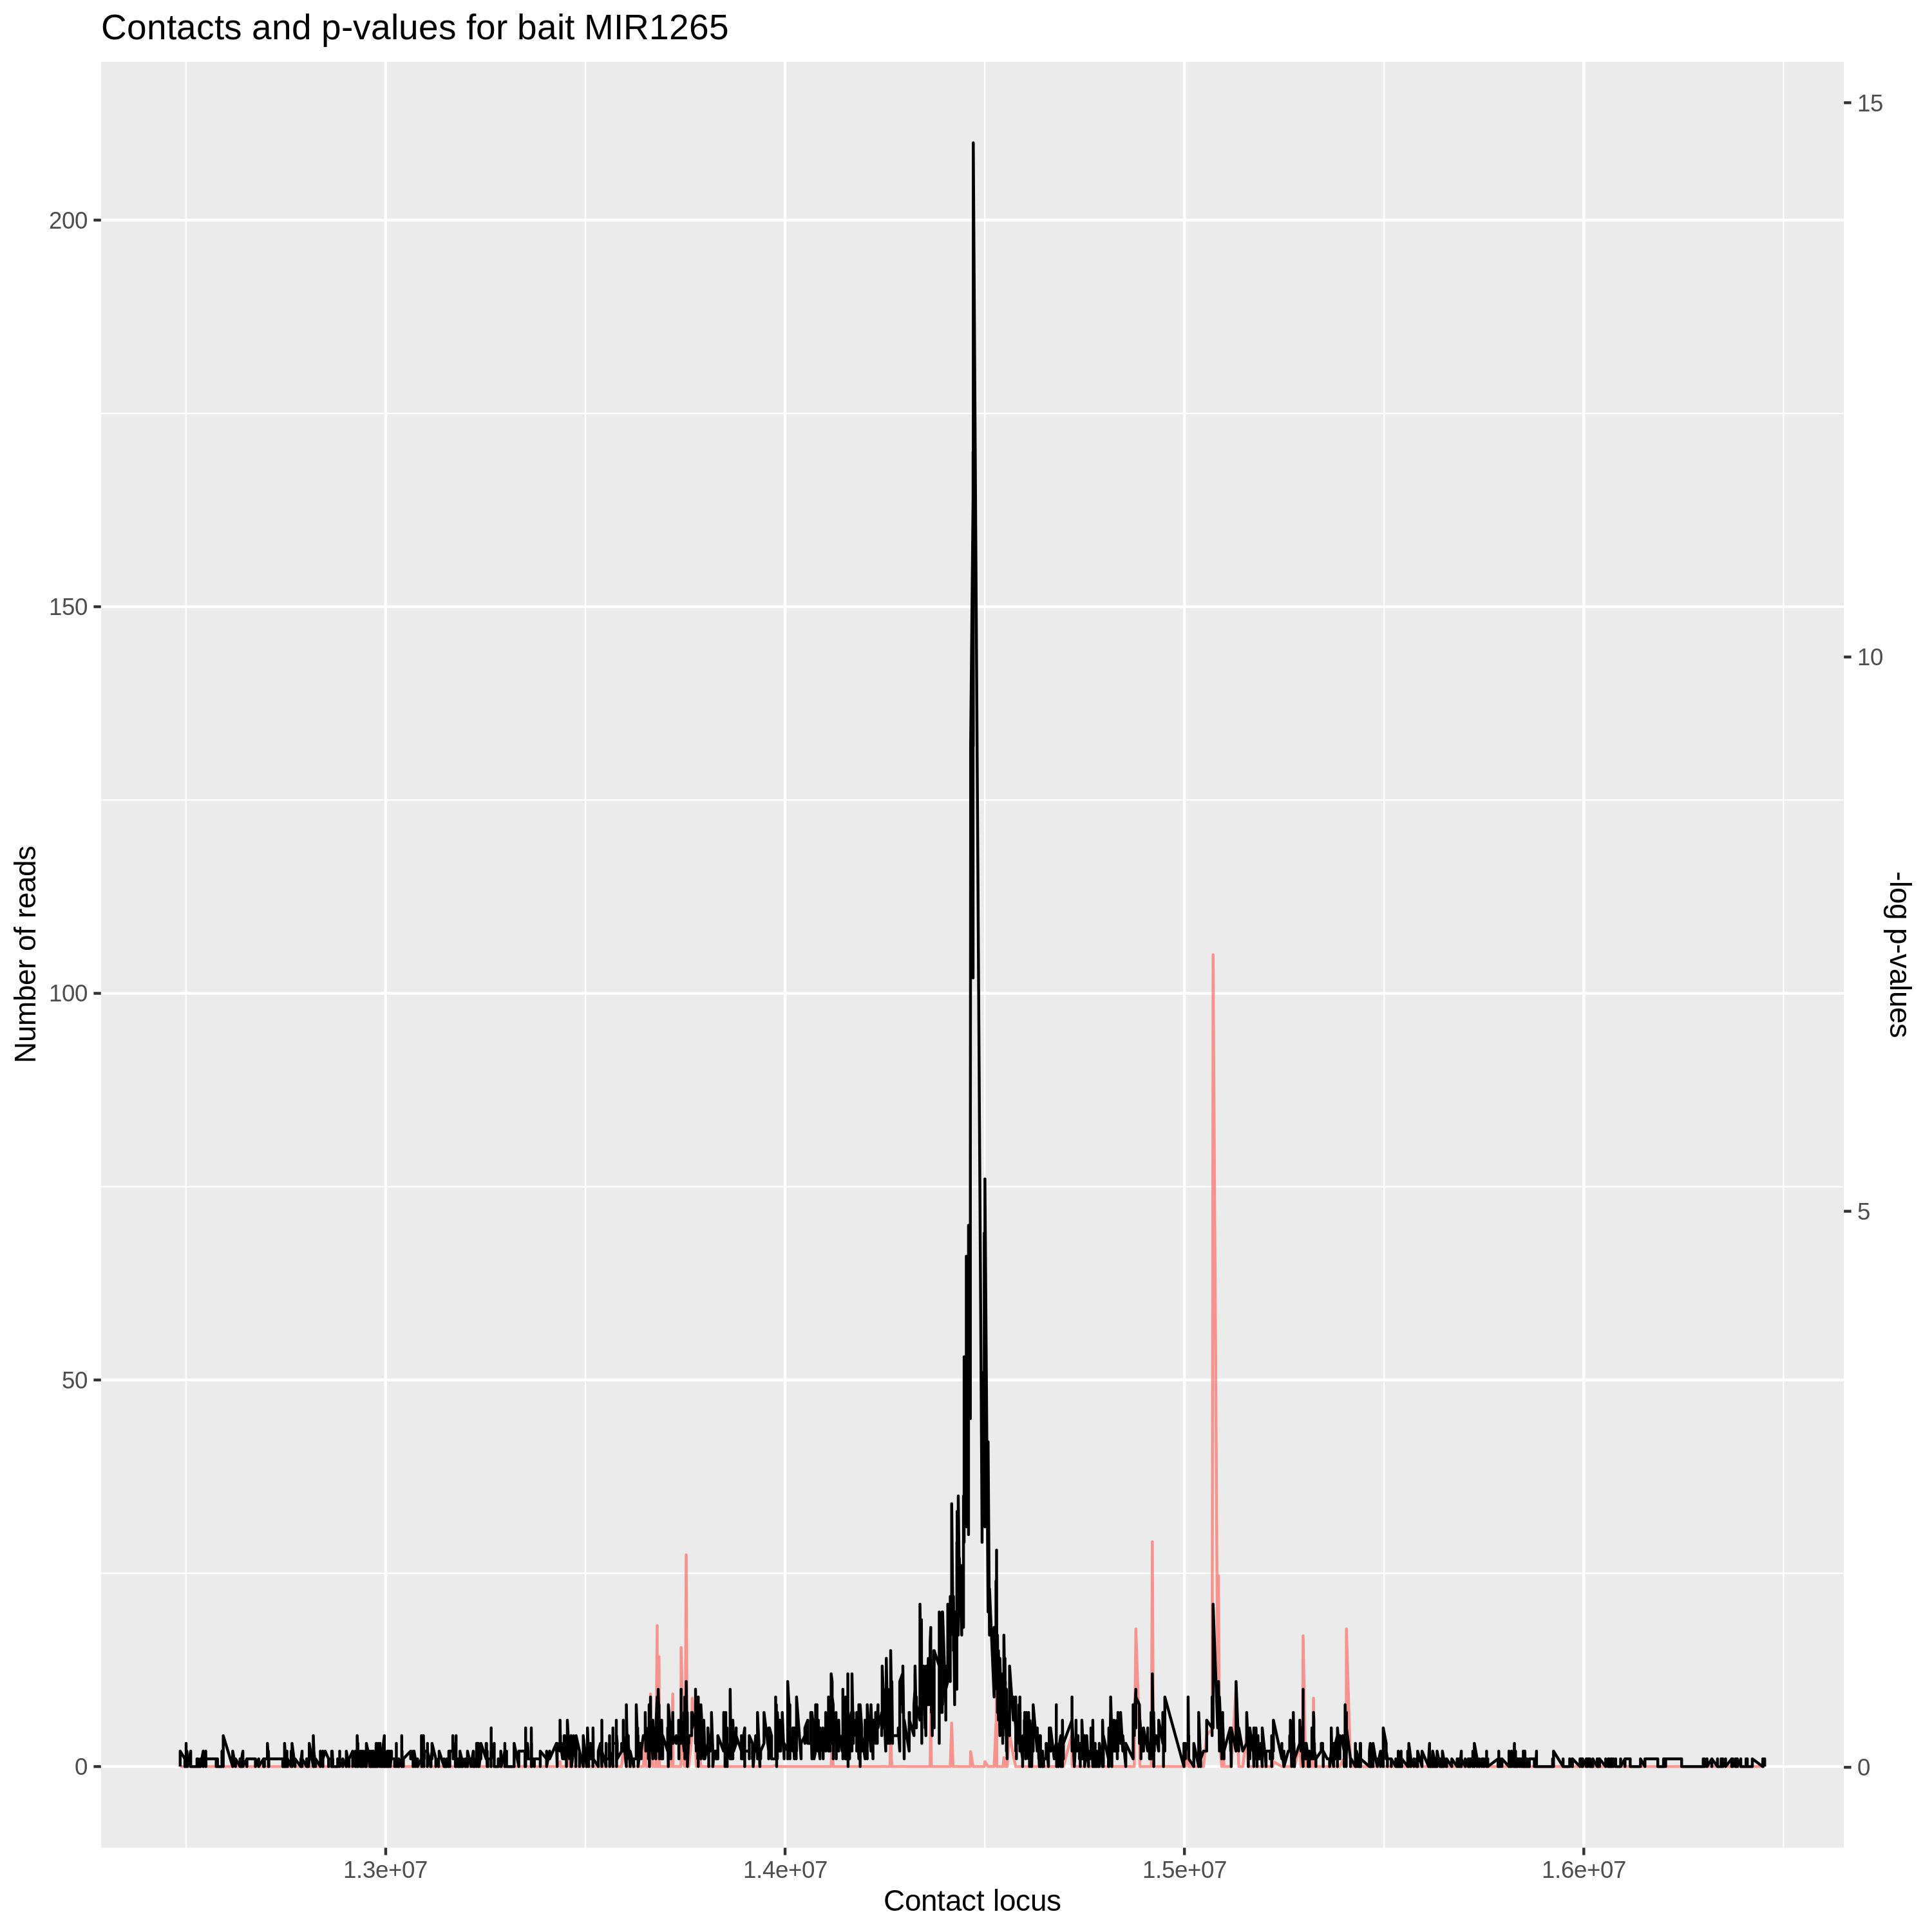 Contacts and p-values for bait MIR1265
15
200
150
10
Number of reads
-log p-values
100
5
50
0
0
1.3e+07
1.4e+07
1.5e+07
1.6e+07
Contact locus